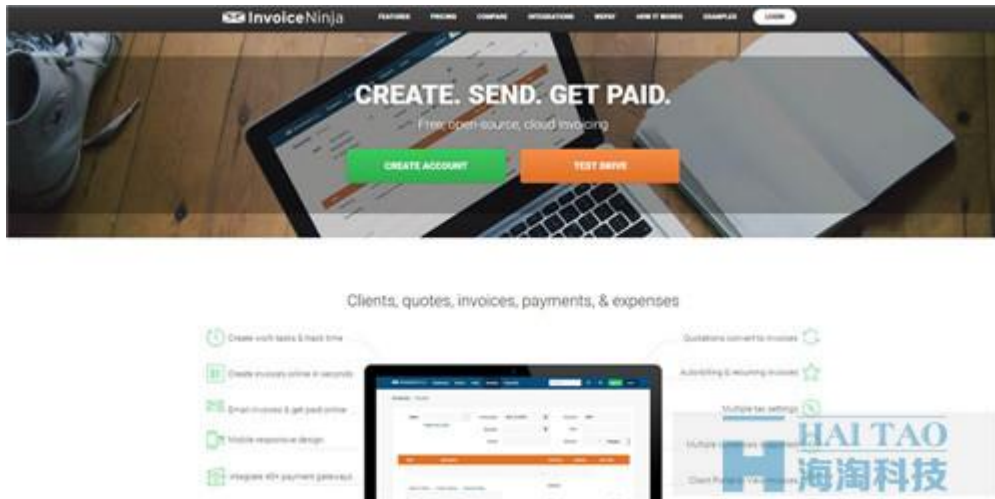 InvoiceNinja
FEATURES PRICING COMPARE INTEGRATIONS WEPAY HOW IT WORKS EXAMPLES LOGIN
CREATE. SEND. GET PAID.
Free, open-source, cloud invoicing
CREATE ACCOUNT TEST DRIVE
Clients, quotes, invoices, payments, & expenses
Create work tasks & track time
Quotations convert to invoices
Create invoices online in seconds
Auto-billing & recurring invoices
Email invoices & get paid online
Multiple tax settings
Mobile responsive design
Integrate 40+ payment gateways
HAI TAO
海淘科技